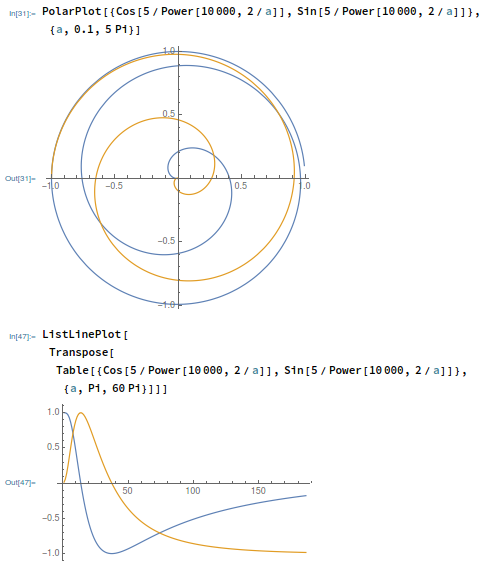 In[31]:= PolarPlot[{Cos[5 / Power[10 000, 2 / a]], Sin[5 / Power[10 000, 2 / a]]},
{a, 0.1, 5 Pi}]
1.0
0.5
Out[31]=
-1.0 -0.5 0.5 1.0
-0.5
-1.0
In[47]:= ListLinePlot[
Transpose[
Table[{Cos[5 / Power[10 000, 2 / a]], Sin[5 / Power[10 000, 2 / a]]},
{a, Pi, 60 Pi}]]]
1.0
0.5
Out[47]=
50 100 150
-0.5
-1.0